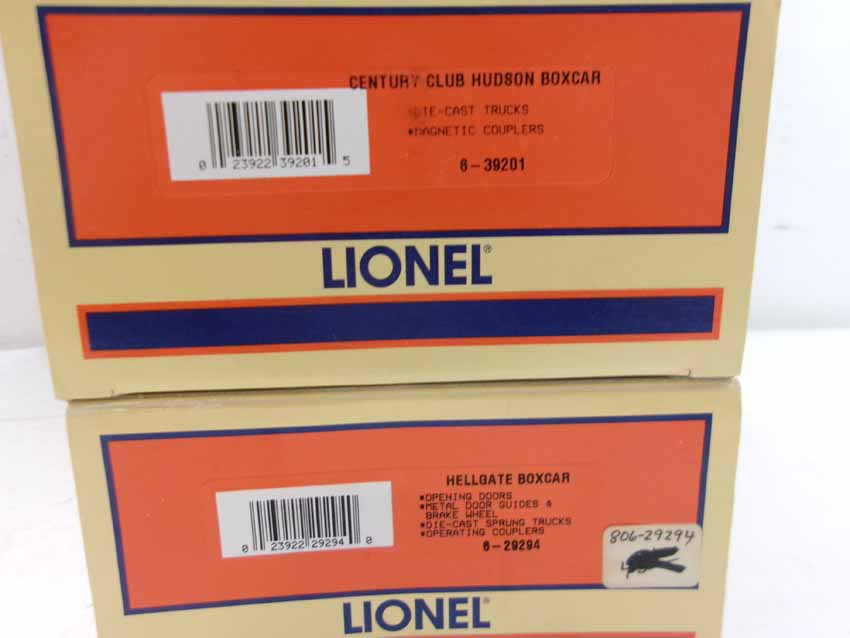 CENTURY CLUB HUDSON BOXCAR
DIE-CAST TRUCKS
*MAGNETIC COUPLERS
6-39201
0 23922 39201 5
LIONEL®
HELLGATE BOXCAR
*OPENING DOORS
*METAL DOOR GUIDES &
BRAKE WHEEL
*DIE-CAST SPRUNG TRUCKS
*OPERATING COUPLERS
6-29294
0 23922 29294 0
806-29294
LIONEL®